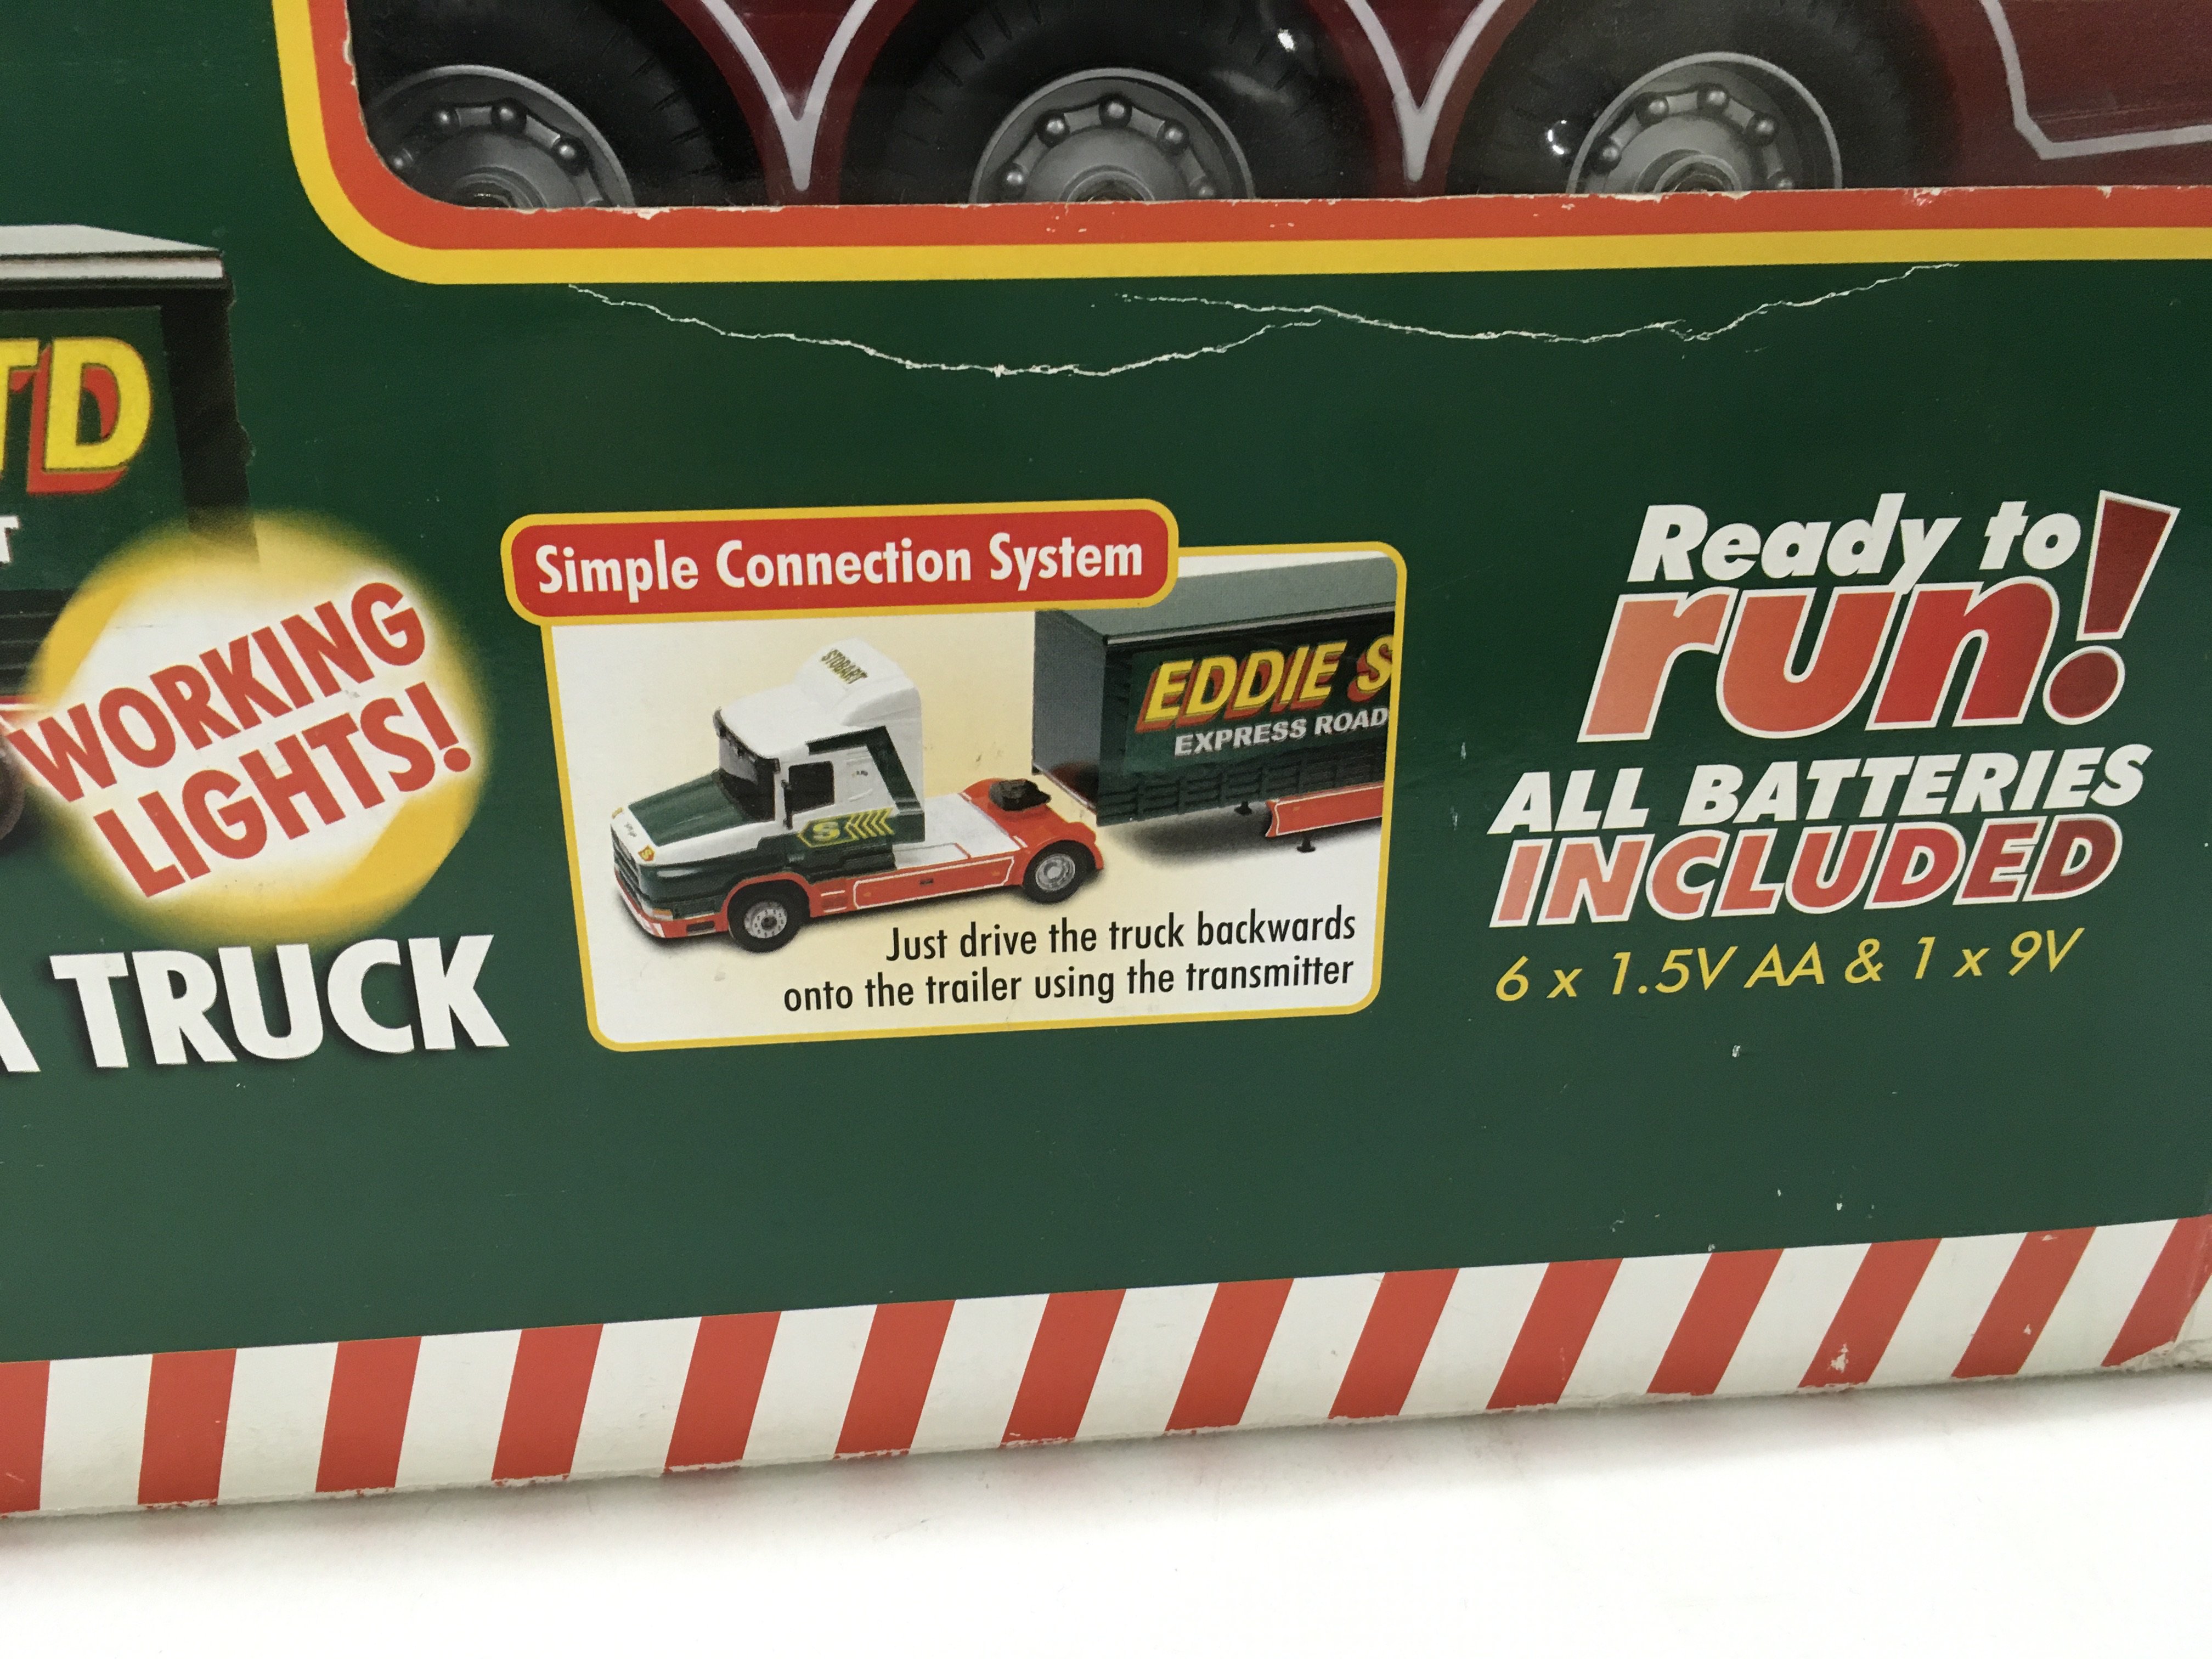 TD
T
WORKING
LIGHTS!
TRUCK
Simple Connection System
STOBART
S
EDDIE S
EXPRESS ROAD
Just drive the truck backwards
onto the trailer using the transmitter
Ready to
run!
ALL BATTERIES
INCLUDED
6 x 1.5V AA & 1 x 9V